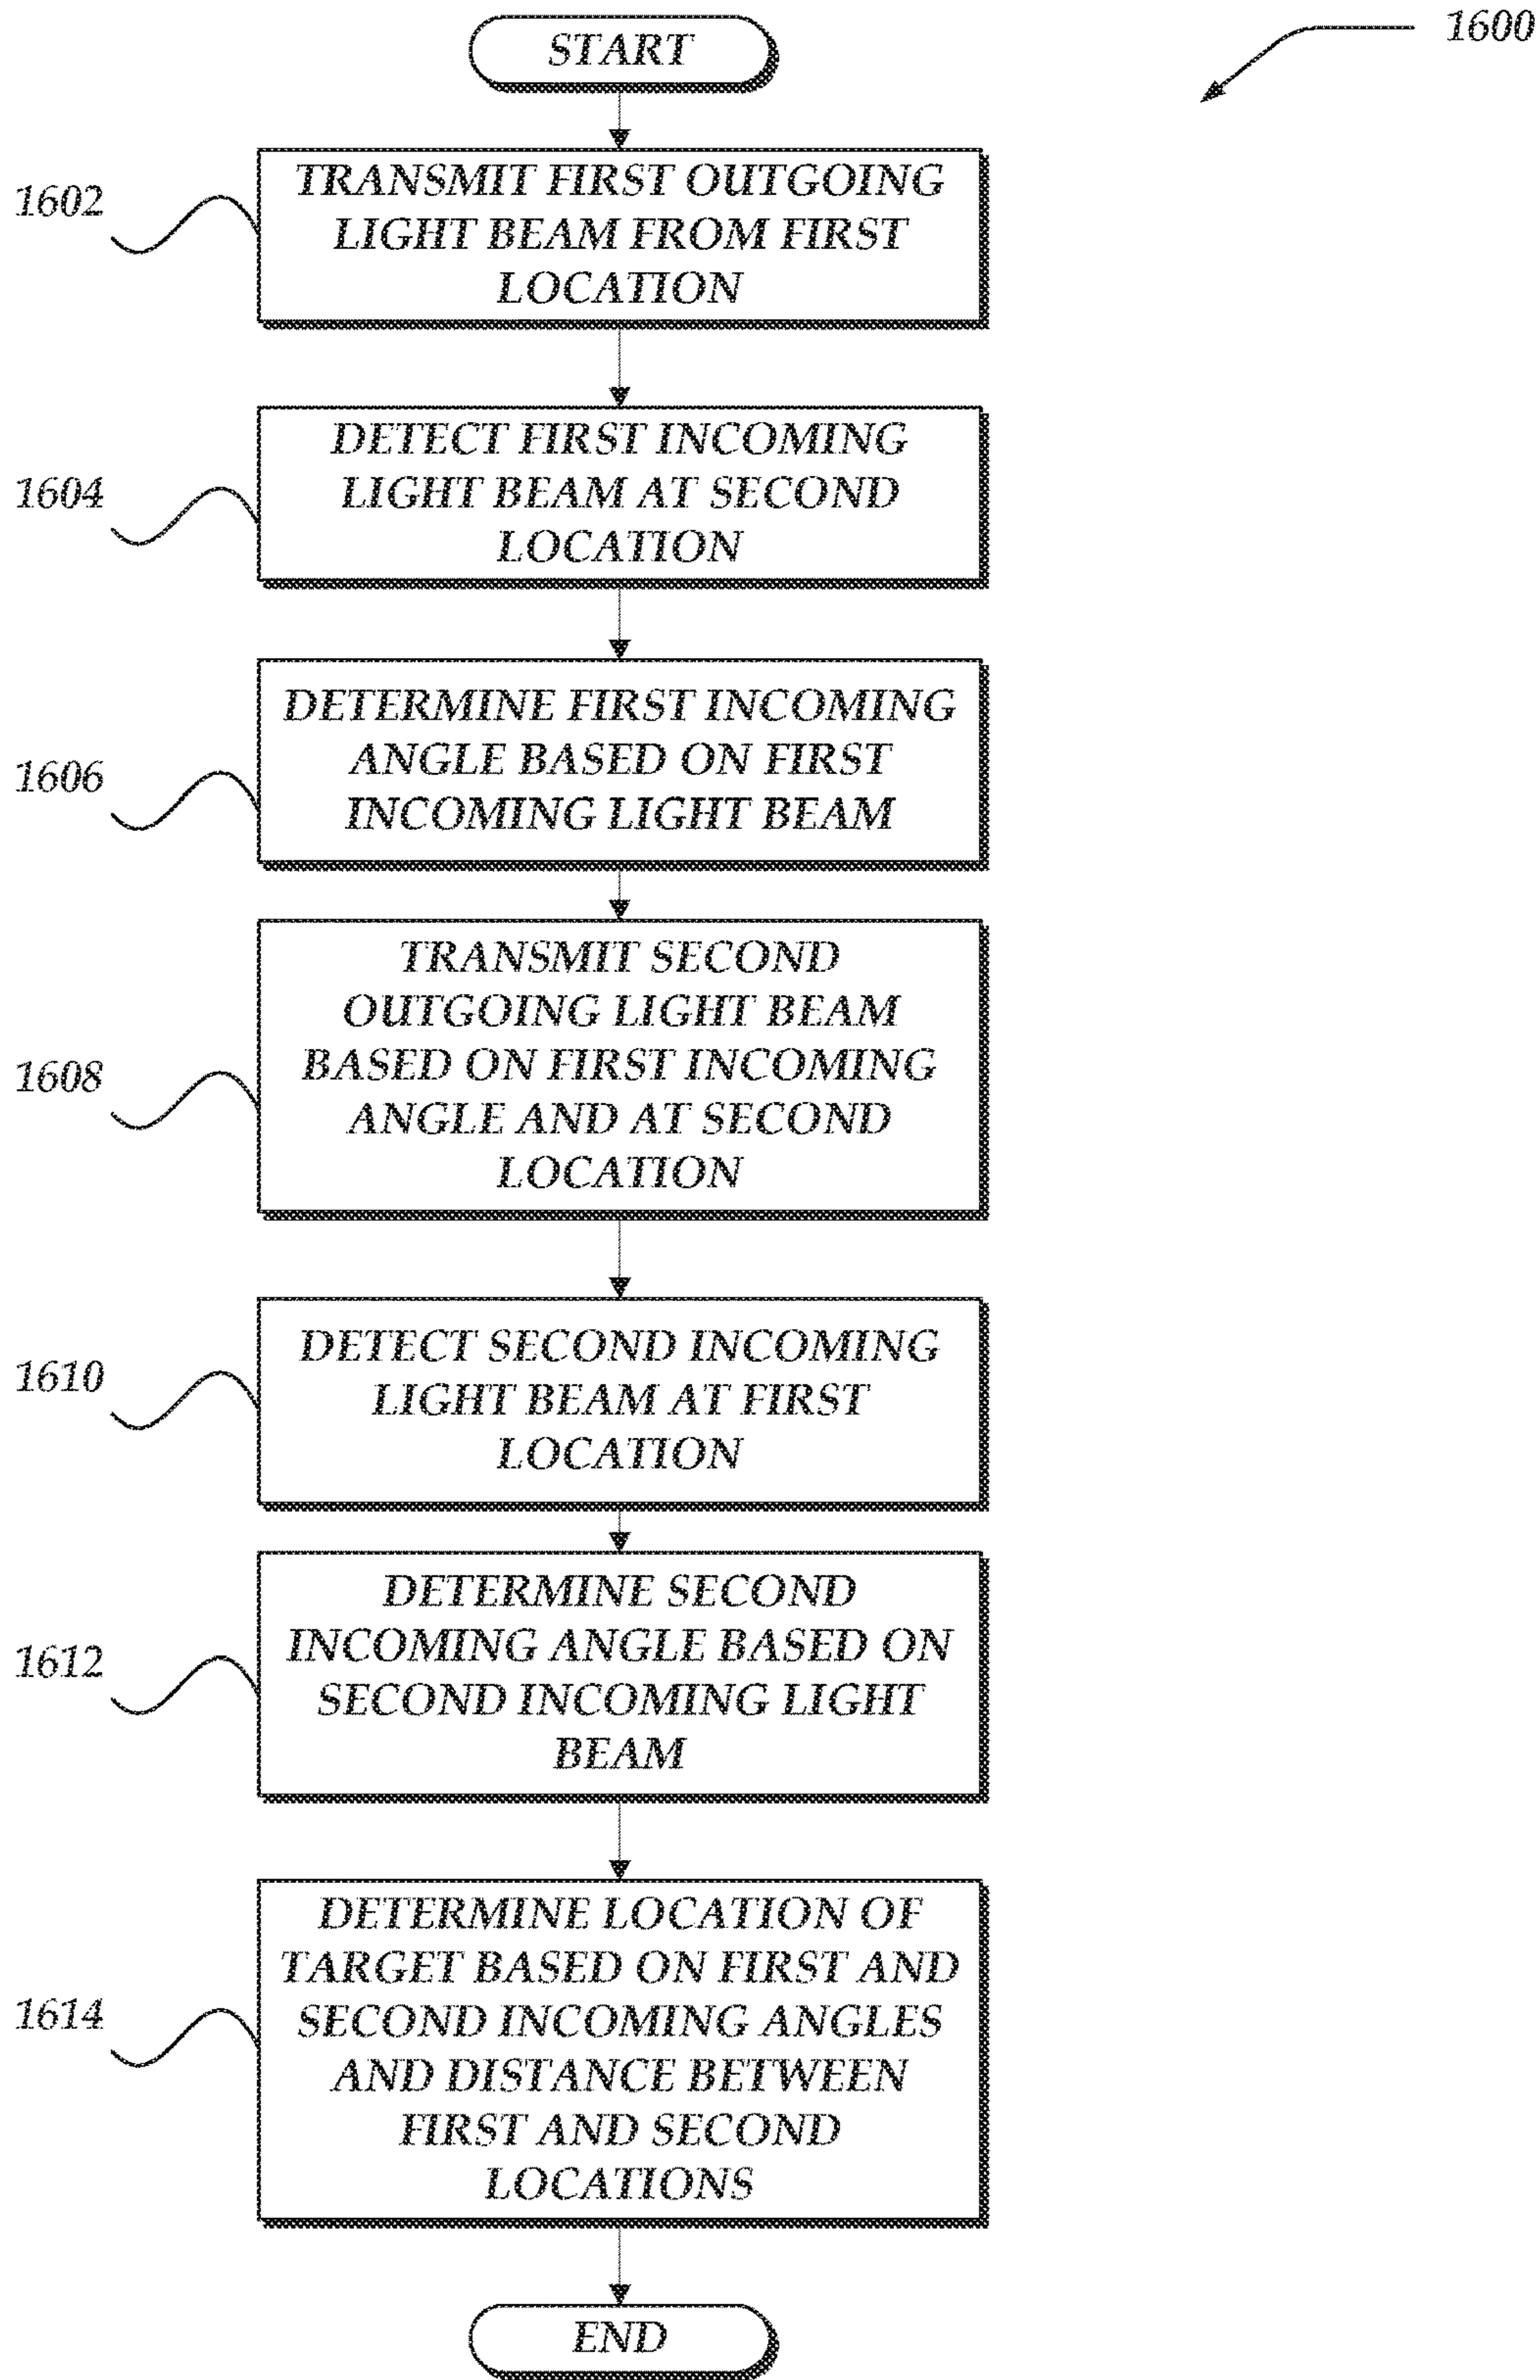 START
1600
1602
TRANSMIT FIRST OUTGOING
LIGHT BEAM FROM FIRST
LOCATION
1604
DETECT FIRST INCOMING
LIGHT BEAM AT SECOND
LOCATION
1606
DETERMINE FIRST INCOMING
ANGLE BASED ON FIRST
INCOMING LIGHT BEAM
1608
TRANSMIT SECOND
OUTGOING LIGHT BEAM
BASED ON FIRST INCOMING
ANGLE AND AT SECOND
LOCATION
1610
DETECT SECOND INCOMING
LIGHT BEAM AT FIRST
LOCATION
1612
DETERMINE SECOND
INCOMING ANGLE BASED ON
SECOND INCOMING LIGHT
BEAM
1614
DETERMINE LOCATION OF
TARGET BASED ON FIRST AND
SECOND INCOMING ANGLES
AND DISTANCE BETWEEN
FIRST AND SECOND
LOCATIONS
END